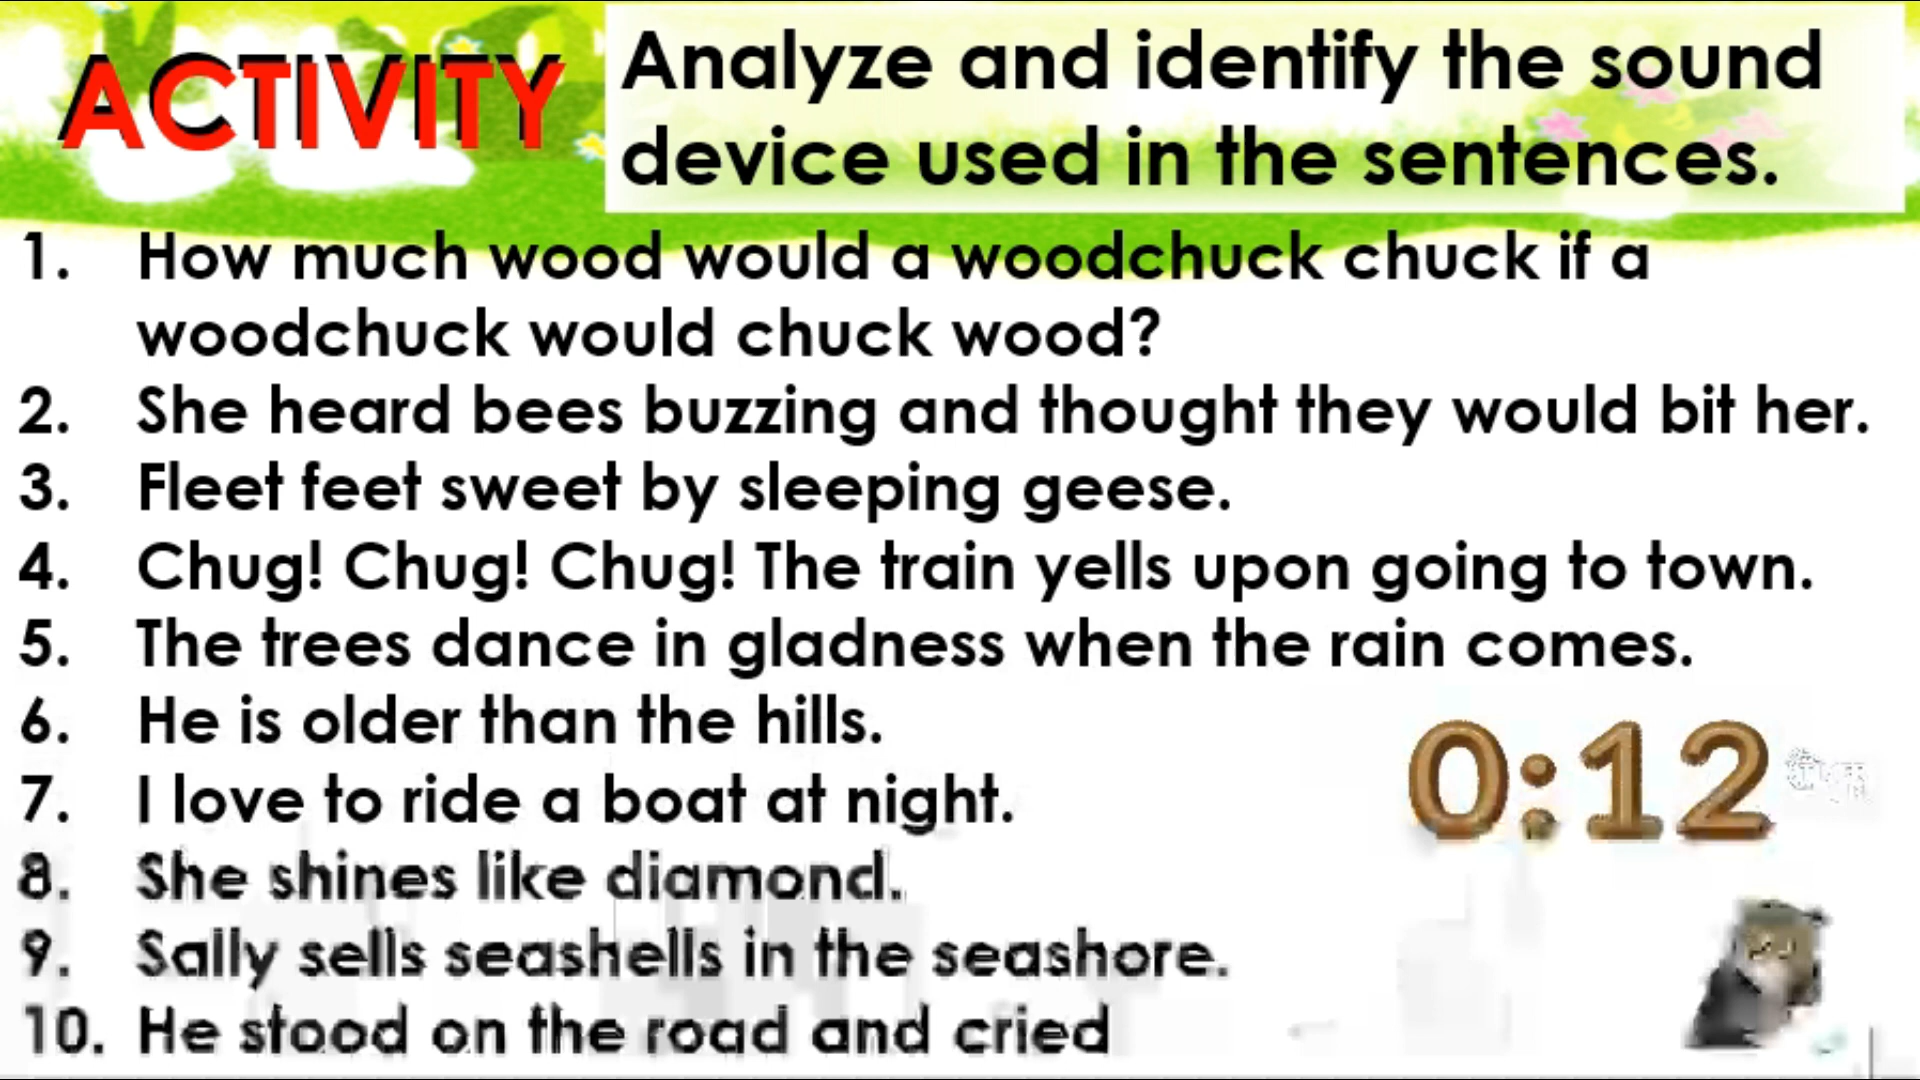 ACTIVITY
Analyze and identify the sound
device used in the sentences.
1. How much wood would a woodchuck chuck if a
woodchuck would chuck wood?
2. She heard bees buzzing and thought they would bit her.
3. Fleet feet sweet by sleeping geese.
4. Chug! Chug! Chug! The train yells upon going to town.
5. The trees dance in gladness when the rain comes.
6. He is older than the hills.
7. I love to ride a boat at night.
8. She shines like diamond.
9. Sally sells seashells in the seashore.
10. He stood on the road and cried
0:12